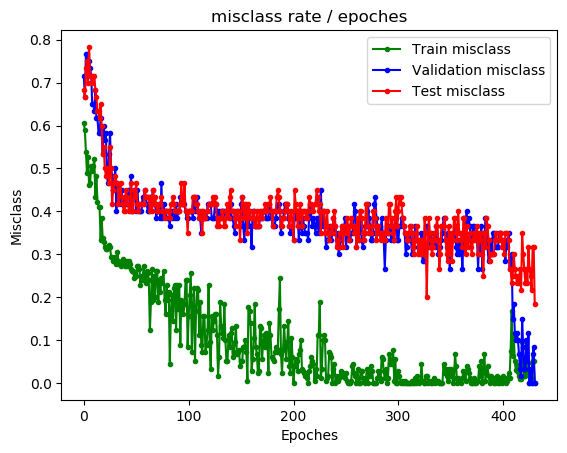 misclass rate / epoches
Train misclass
Validation misclass
Test misclass
Misclass
0.8
0.7
0.6
0.5
0.4
0.3
0.2
0.1
0.0
0 100 200 300 400
Epoches